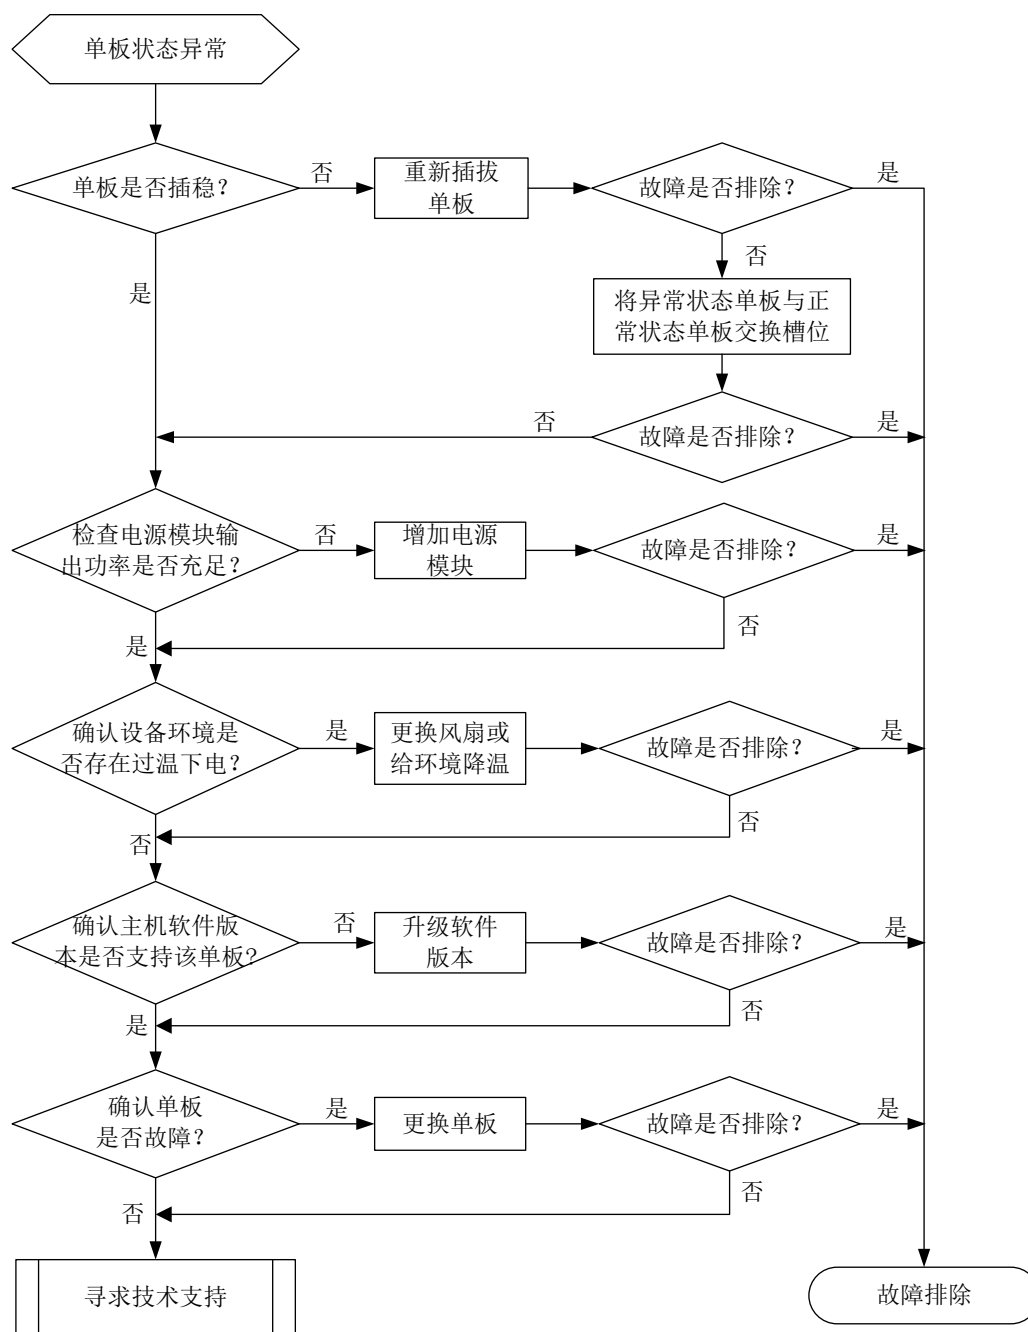 单板状态异常
单板是否插稳？
否
重新插拔
单板
故障是否排除？
是
否
是
将异常状态单板与正
常状态单板交换槽位
否
故障是否排除？
是
检查电源模块输
出功率是否充足？
否
增加电源
模块
故障是否排除？
是
否
是
确认设备环境是
否存在过温下电？
是
更换风扇或
给环境降温
故障是否排除？
是
否
否
确认主机软件版
本是否支持该单板？
否
升级软件
版本
故障是否排除？
是
否
是
确认单板
是否故障？
是
更换单板
故障是否排除？
是
否
否
寻求技术支持
故障排除